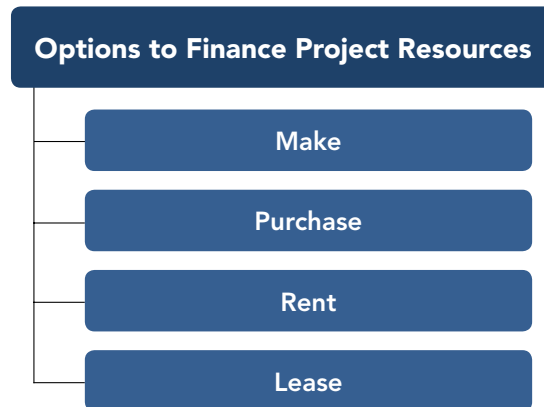 Options to Finance Project Resources
Make
Purchase
Rent
Lease